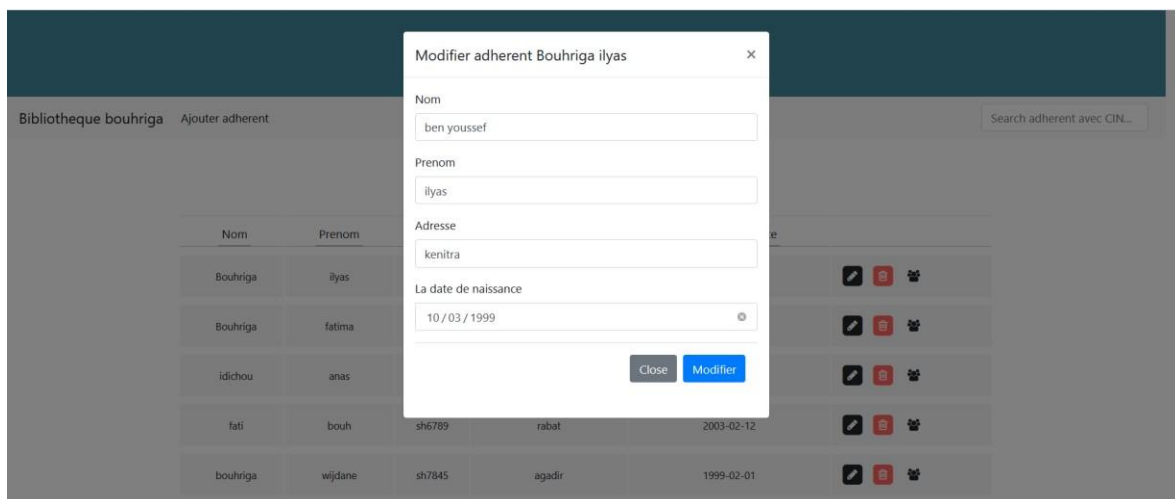 Modifier adherent Bouhriga ilyas ×
Nom
ben youssef
Prenom
ilyas
Adresse
kenitra
La date de naissance
10 / 03 / 1999
Close Modifier
Bibliotheque bouhriga Ajouter adherent Search adherent avec CIN...
Nom Prenom
Bouhriga ilyas
Bouhriga fatima
idichou anas
fati bouh sh6789 rabat 2003-02-12
bouhriga wijdane sh7845 agadir 1999-02-01